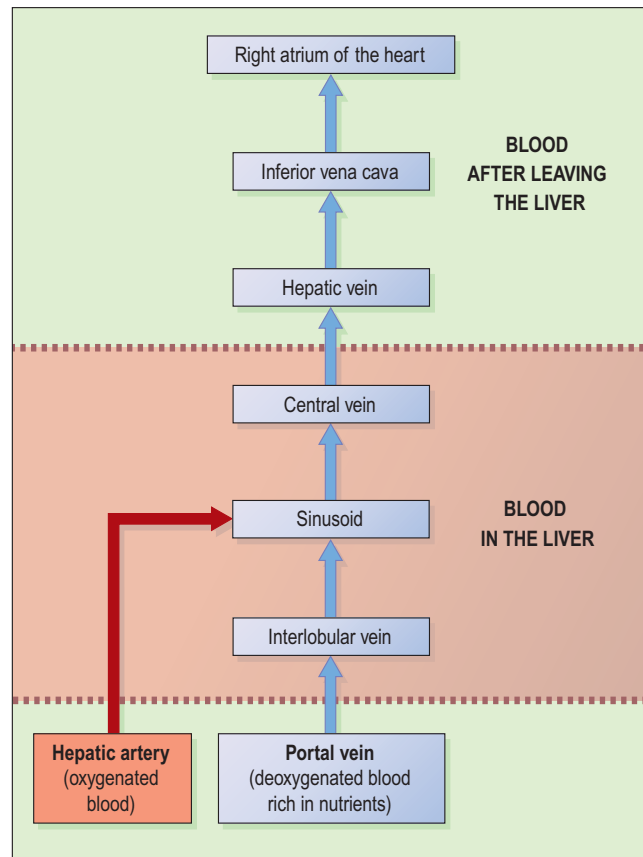 Right atrium of the heart
Inferior vena cava
BLOOD
AFTER LEAVING
THE LIVER
Hepatic vein
Central vein
Sinusoid
BLOOD
IN THE LIVER
Interlobular vein
Hepatic artery
(oxygenated
blood)
Portal vein
(deoxygenated blood
rich in nutrients)